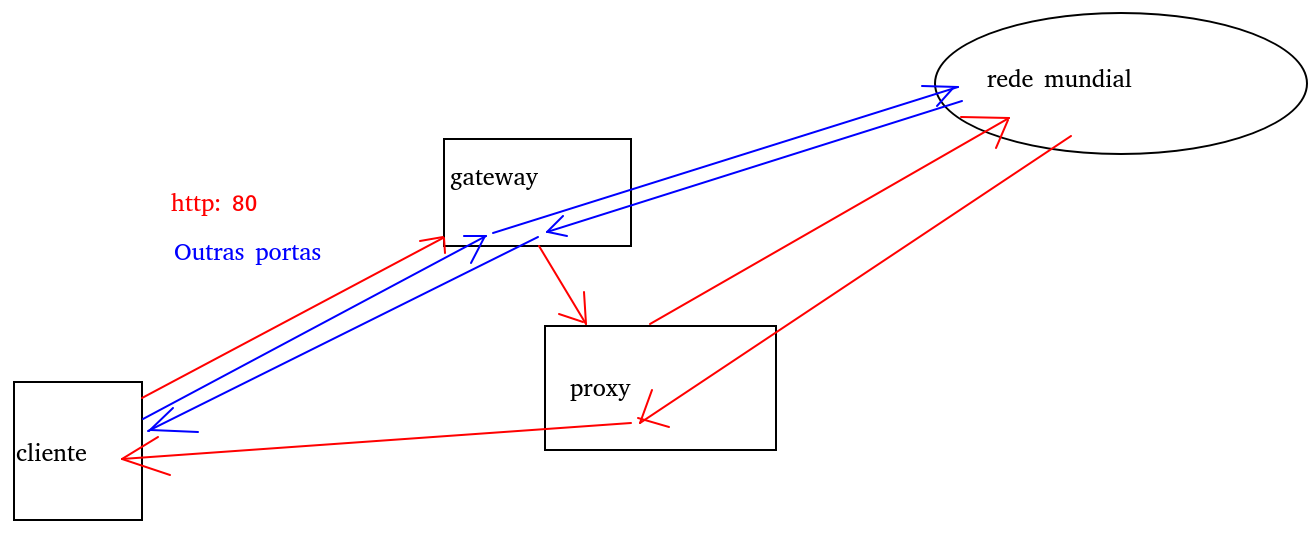 rede mundial
gateway
http: 80
Outras portas
proxy
cliente